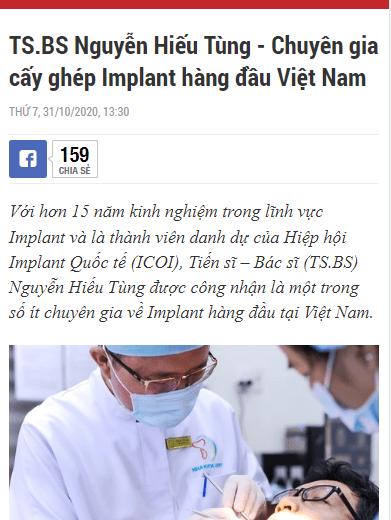 TS.BS Nguyễn Hiếu Tùng - Chuyên gia
cấy ghép Implant hàng đầu Việt Nam
THỨ 7, 31/10/2020, 13:30
159
CHIA SẺ
Với hơn 15 năm kinh nghiệm trong lĩnh vực
Implant và là thành viên danh dự của Hiệp hội
Implant Quốc tế (ICOI), Tiến sĩ – Bác sĩ (TS.BS)
Nguyễn Hiếu Tùng được công nhận là một trong
số ít chuyên gia về Implant hàng đầu tại Việt Nam.